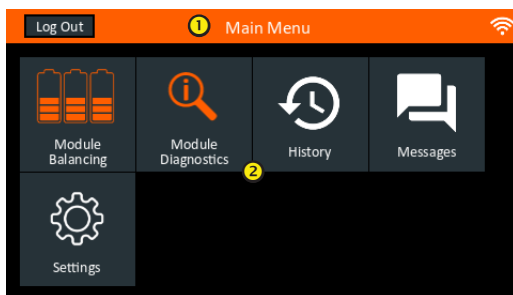 Log Out
1
Main Menu
Module
Balancing
Module
Diagnostics
History
Messages
2
Settings